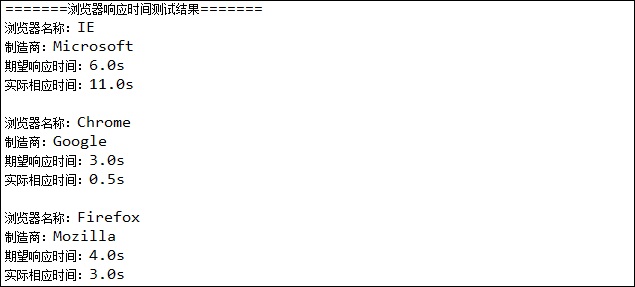 =======浏览器响应时间测试结果=======
浏览器名称：IE
制造商：Microsoft
期望响应时间：6.0s
实际相应时间：11.0s
浏览器名称：Chrome
制造商：Google
期望响应时间：3.0s
实际相应时间：0.5s
浏览器名称：Firefox
制造商：Mozilla
期望响应时间：4.0s
实际相应时间：3.0s